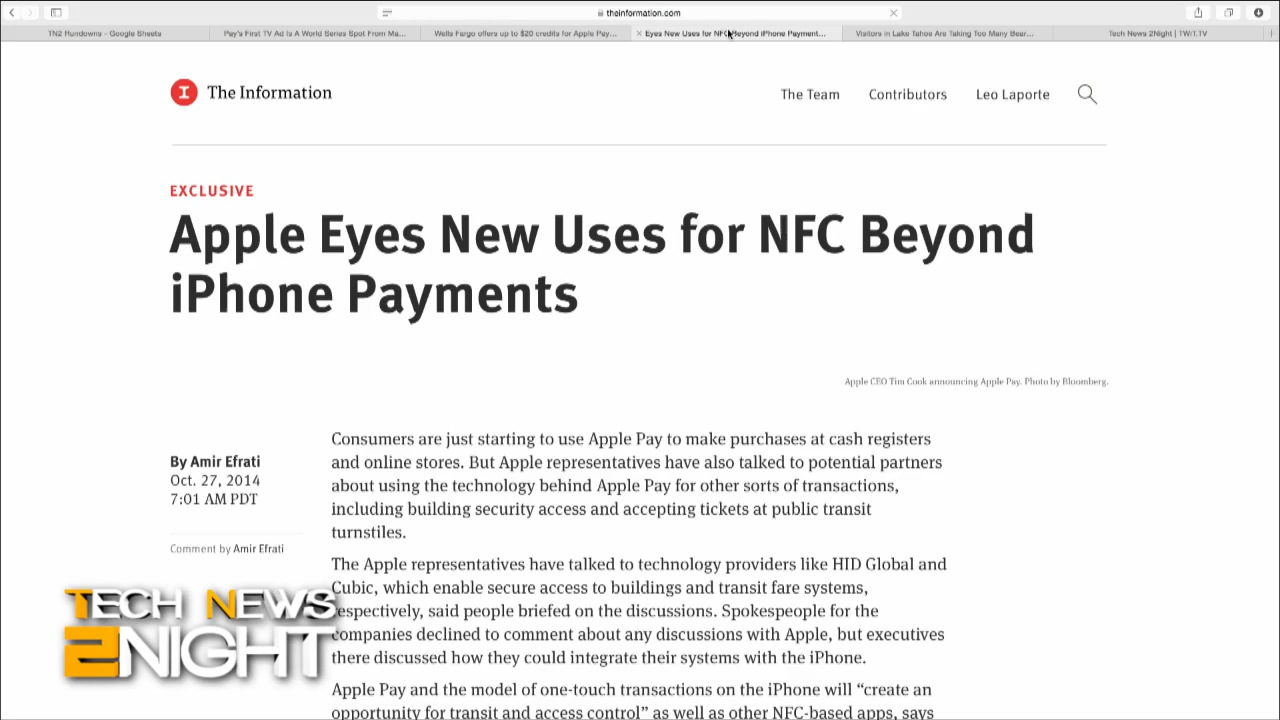 theinformation.com
TN2 Rundowns - Google Sheets
Pay's First TV Ad Is A World Series Spot From Ma...
Wells Fargo offers up to $20 credits for Apple Pay...
Eyes New Uses for NFC Beyond iPhone Payment...
Visitors in Lake Tahoe Are Taking Too Many Bear...
Tech News 2Night | TWiT.TV
The Information
The Team
Contributors
Leo Laporte
EXCLUSIVE
Apple Eyes New Uses for NFC Beyond
iPhone Payments
Apple CEO Tim Cook announcing Apple Pay. Photo by Bloomberg.
By Amir Efrati
Oct. 27, 2014
7:01 AM PDT
Comment by Amir Efrati
Consumers are just starting to use Apple Pay to make purchases at cash registers
and online stores. But Apple representatives have also talked to potential partners
about using the technology behind Apple Pay for other sorts of transactions,
including building security access and accepting tickets at public transit
turnstiles.
The Apple representatives have talked to technology providers like HID Global and
Cubic, which enable secure access to buildings and transit fare systems,
respectively, said people briefed on the discussions. Spokespeople for the
companies declined to comment about any discussions with Apple, but executives
there discussed how they could integrate their systems with the iPhone.
Apple Pay and the model of one-touch transactions on the iPhone will “create an
opportunity for transit and access control” as well as other NFC-based apps, says
TECH NEWS
2NIGHT